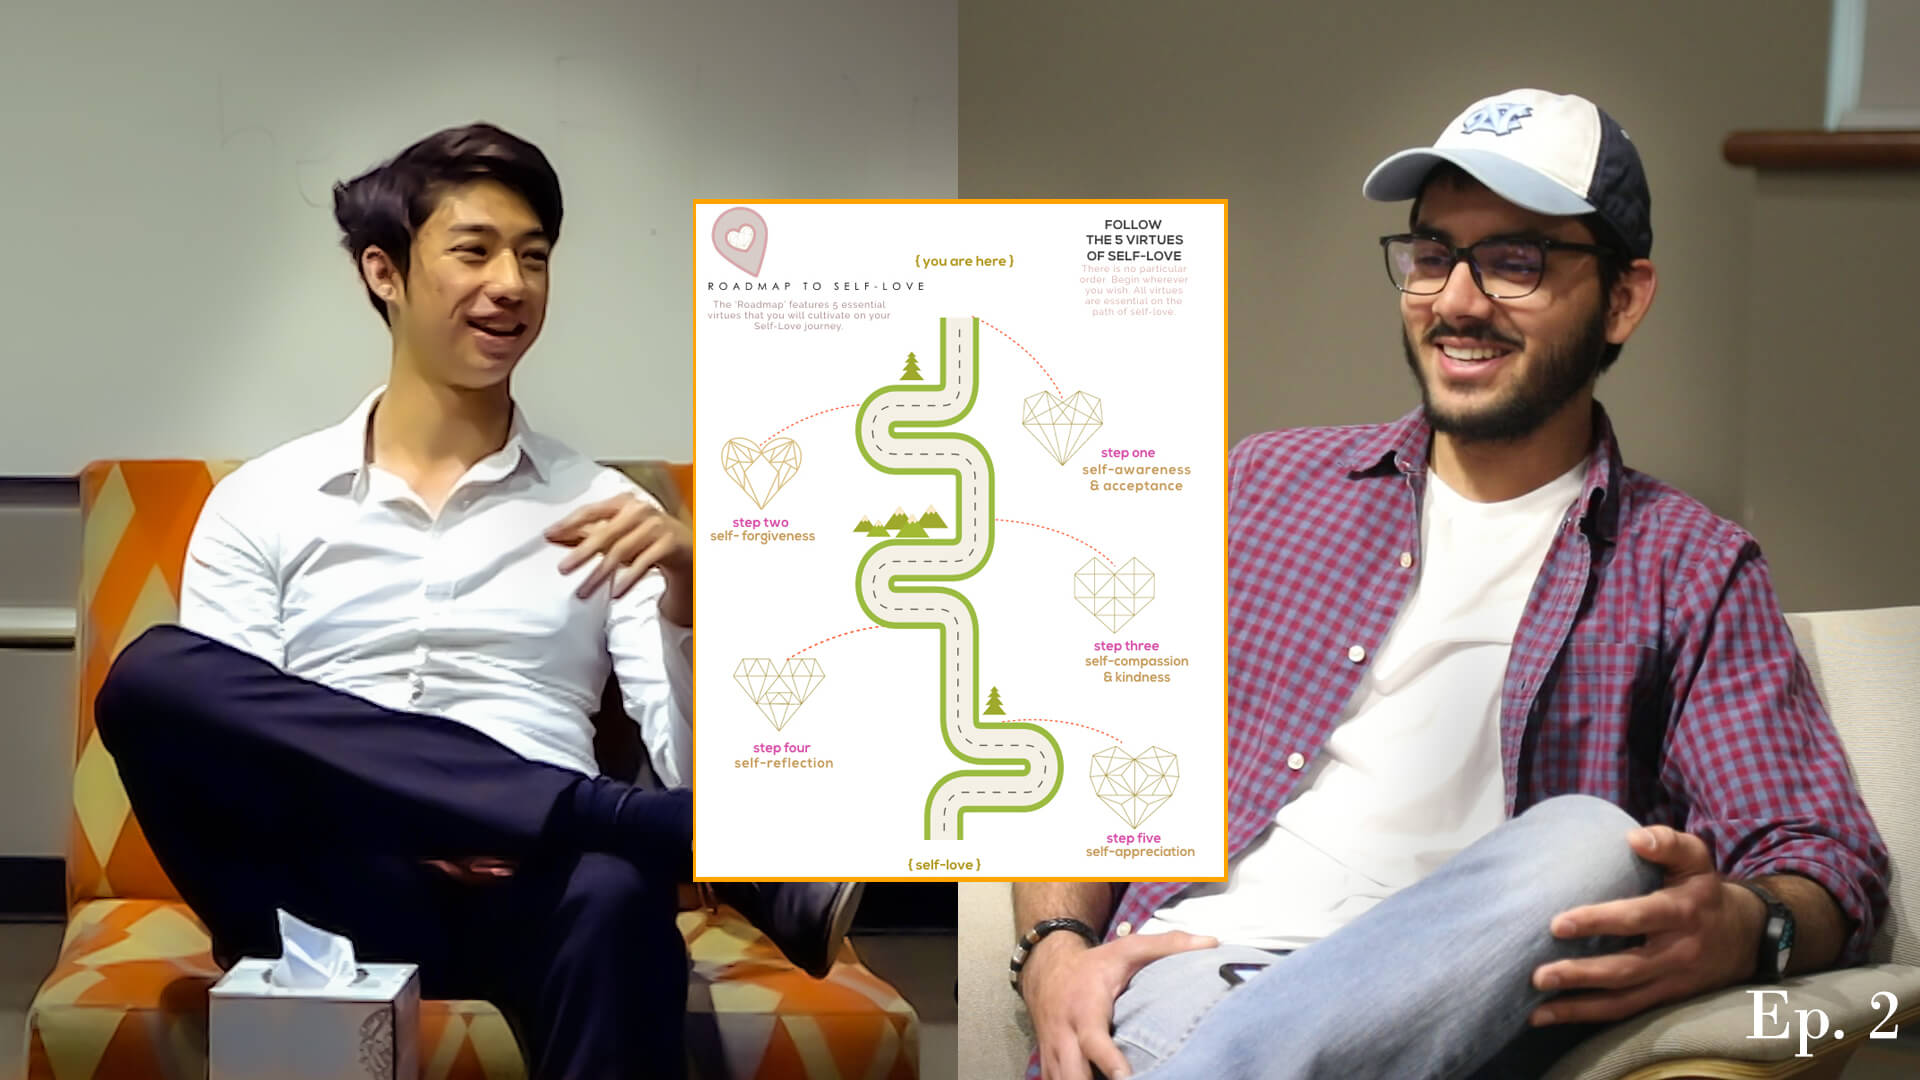 ROADMAP TO SELF-LOVE
The 'Roadmap' features 5 essential
virtues that you will cultivate on your
Self-Love journey.
{ you are here }
FOLLOW
THE 5 VIRTUES
OF SELF-LOVE
There is no particular
order. Begin wherever
you wish. All virtues
are essential on the
path of self-love.
step one
self-awareness
& acceptance
step two
self- forgiveness
step three
self-compassion
& kindness
step four
self-reflection
step five
self-appreciation
{ self-love }
Ep. 2